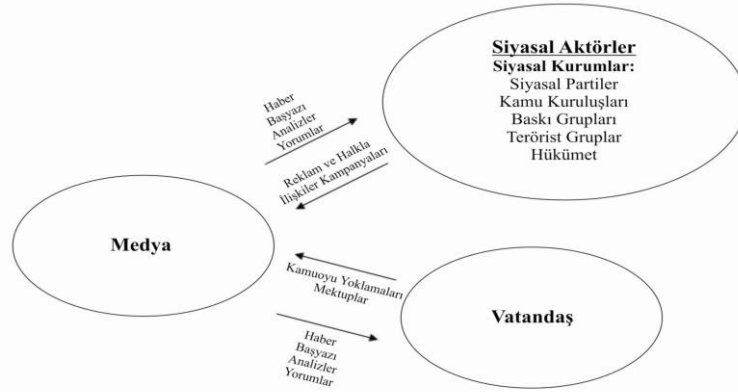 Siyasal Aktörler
Siyasal Kurumlar:
Siyasal Partiler
Kamu Kuruluşları
Baskı Grupları
Terörist Gruplar
Hükümet
Haber
Başyazı
Analizler
Yorumlar
Reklam ve Halkla
İlişkiler Kampanyaları
Medya
Kamuoyu Yoklamaları
Mektuplar
Vatandaş
Haber
Başyazı
Analizler
Yorumlar